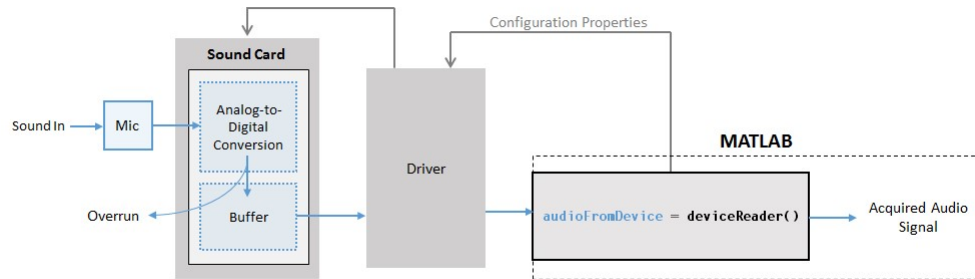 Configuration Properties
Sound Card
Sound In
Mic
Analog-to-
Digital
Conversion
Overrun
Buffer
Driver
MATLAB
audioFromDevice = deviceReader()
Acquired Audio
Signal